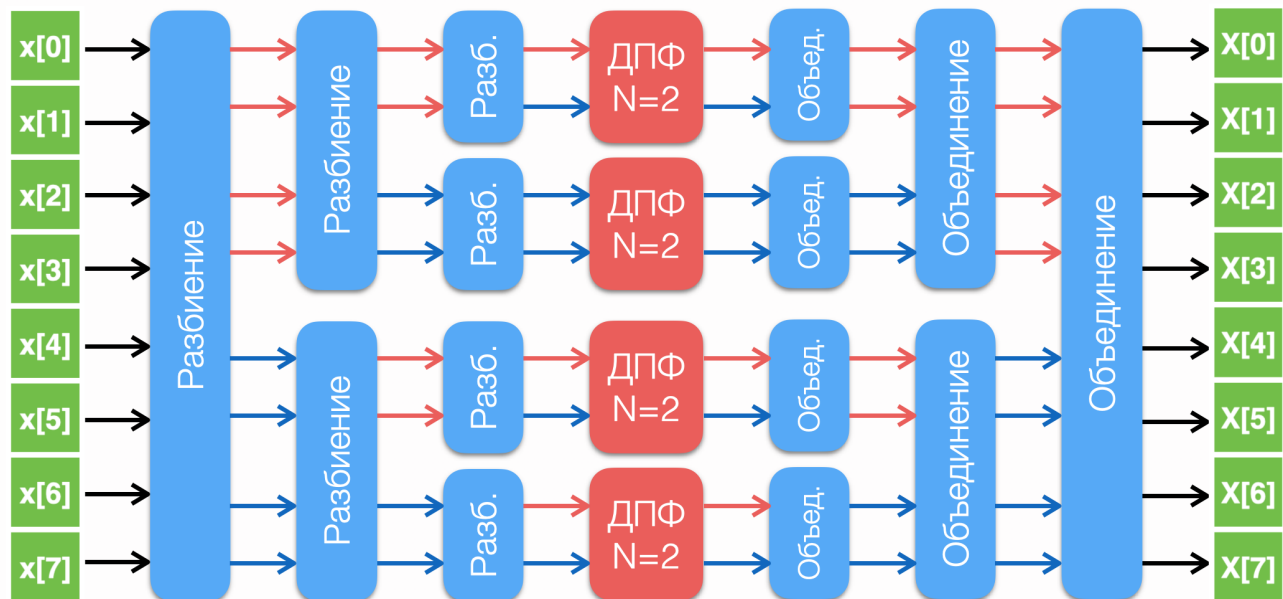 x[0]
x[1]
x[2]
x[3]
x[4]
x[5]
x[6]
x[7]
Разбиение
Разбиение
Разбиение
Разб.
Разб.
Разб.
Разб.
ДПФ
N=2
ДПФ
N=2
ДПФ
N=2
ДПФ
N=2
Объед.
Объед.
Объед.
Объед.
Объединение
Объединение
Объединение
X[0]
X[1]
X[2]
X[3]
X[4]
X[5]
X[6]
X[7]